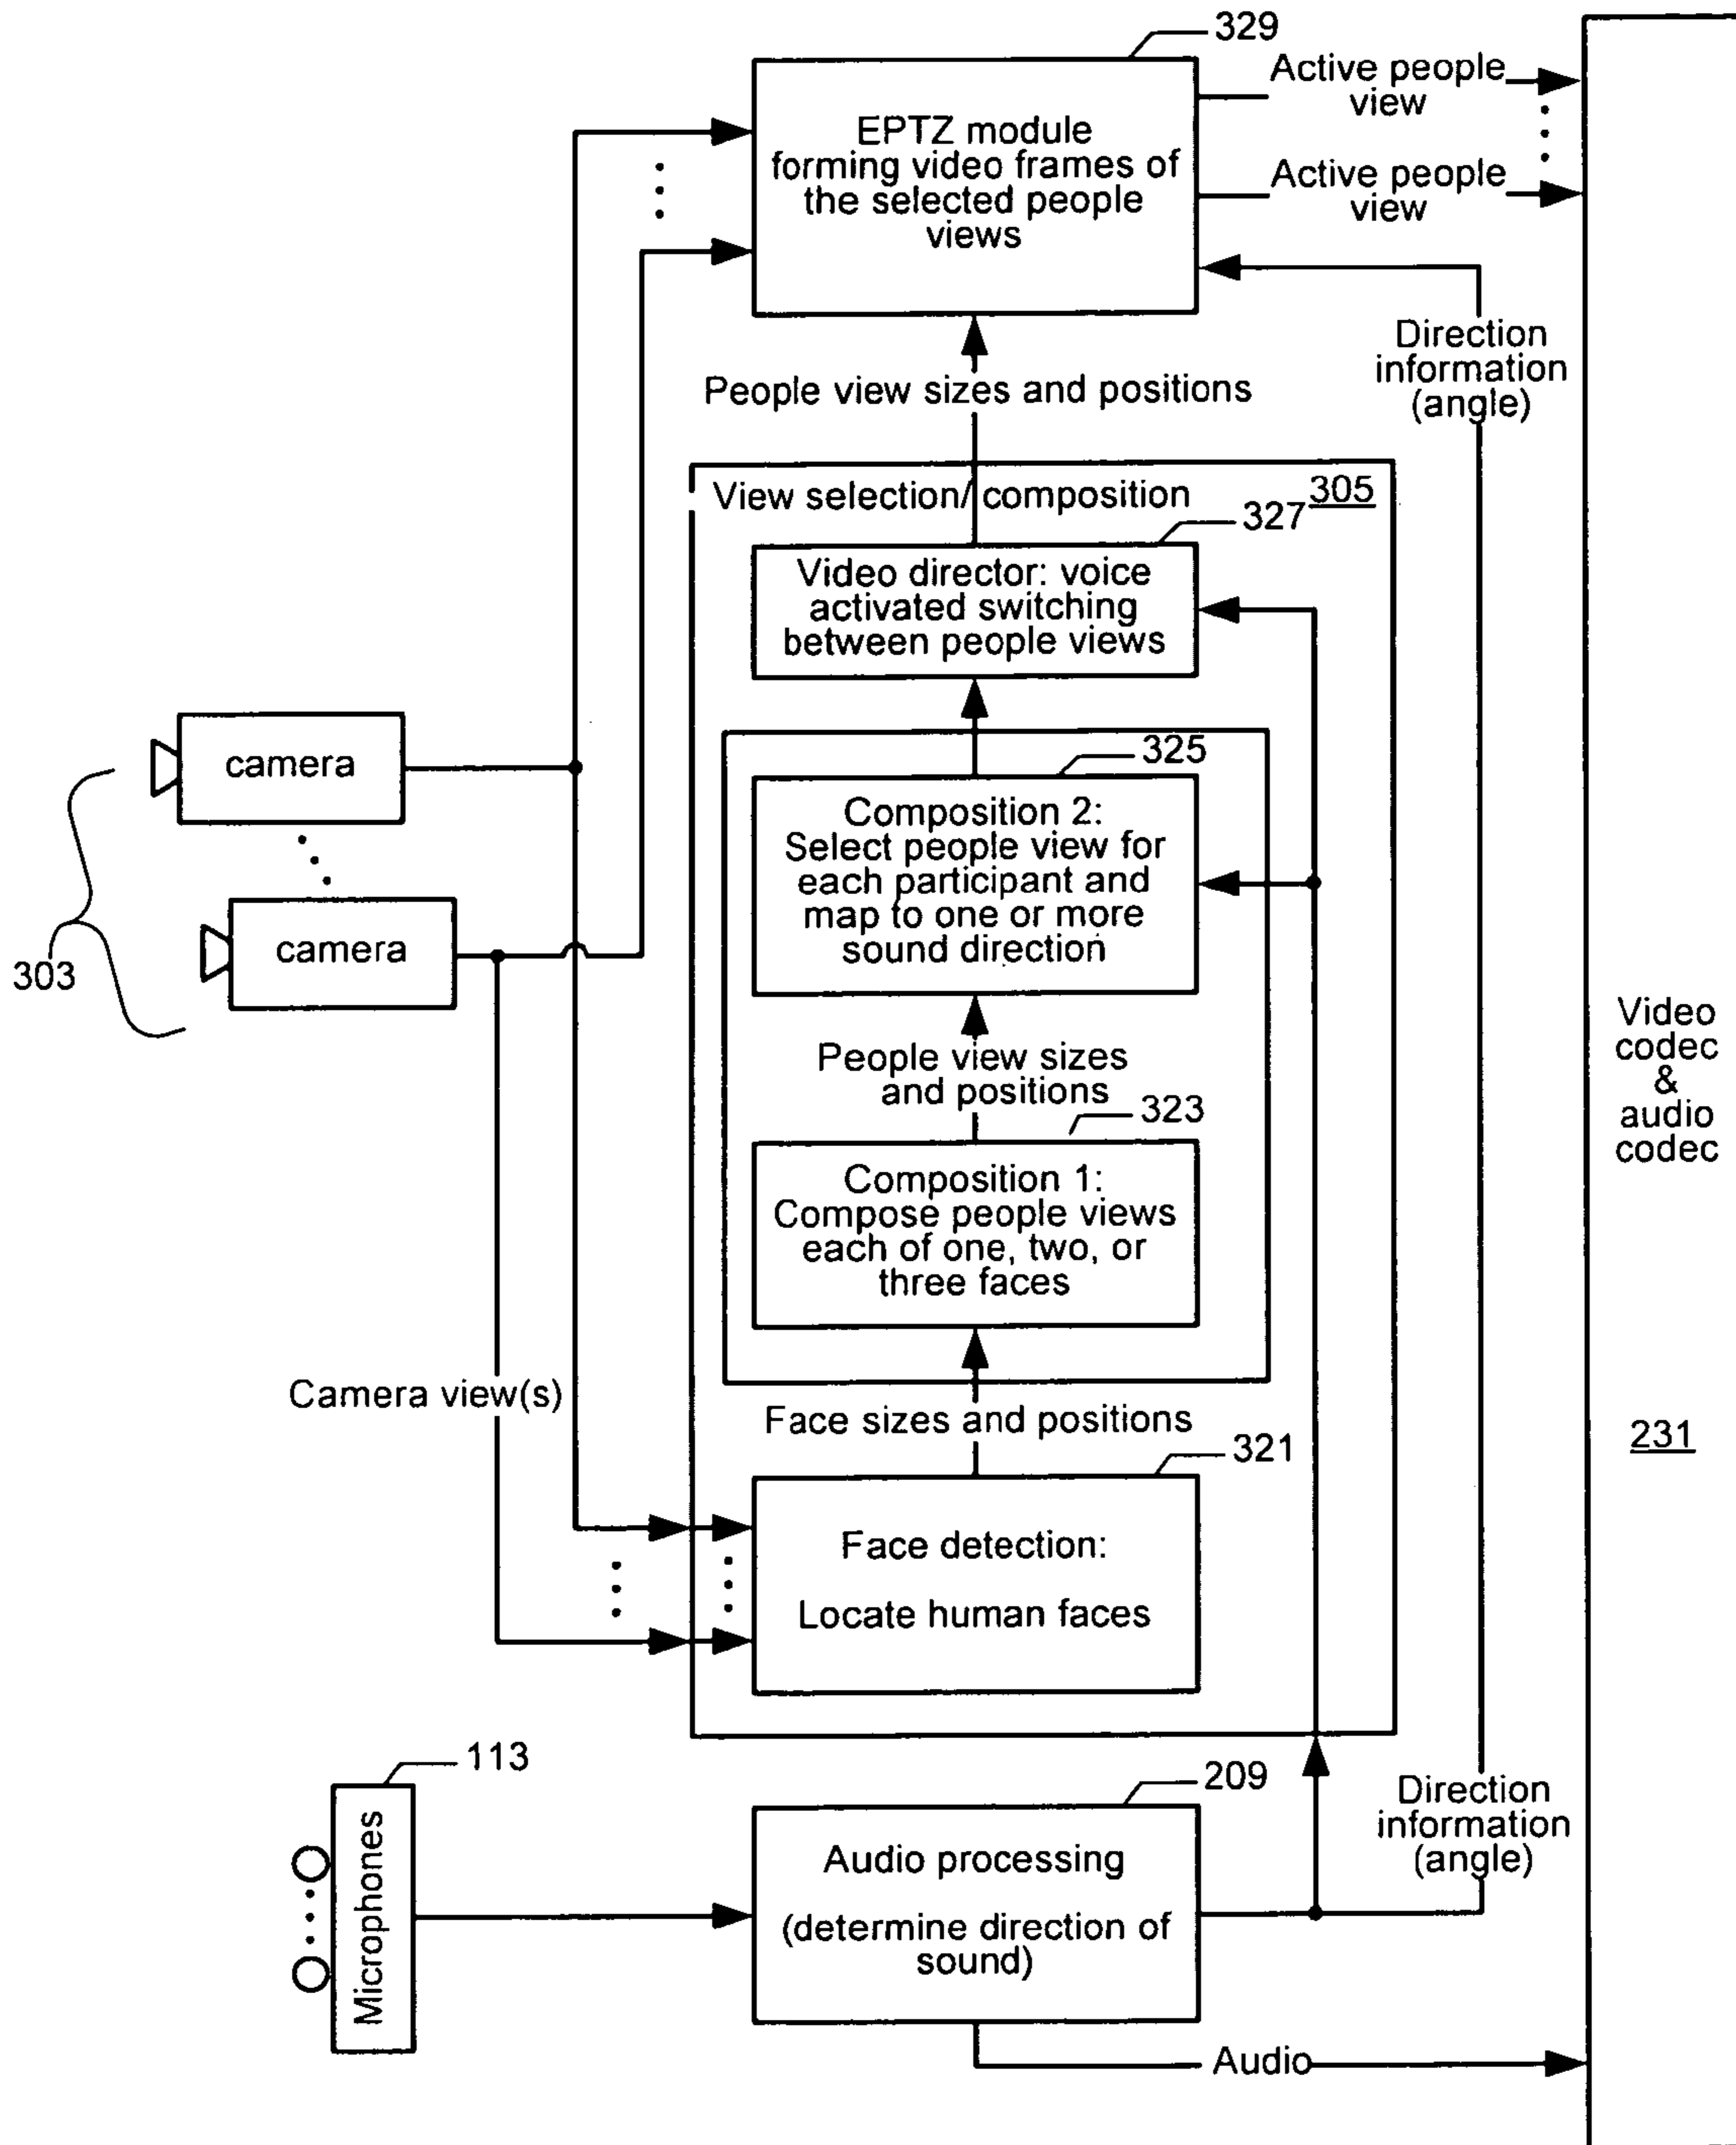 329
Active people
view
EPTZ module
forming video frames of
the selected people
views
Active people
view
Direction
information
(angle)
People view sizes and positions
View selection/ composition
305
327
Video director: voice
activated switching
between people views
camera
325
Composition 2:
Select people view for
each participant and
map to one or more
sound direction
camera
303
Video
codec
&
audio
codec
People view sizes
and positions
323
Composition 1:
Compose people views
each of one, two, or
three faces
Camera view(s)
Face sizes and positions
231
321
Face detection:
Locate human faces
113
209
Direction
information
(angle)
Microphones
Audio processing
(determine direction of
sound)
Audio